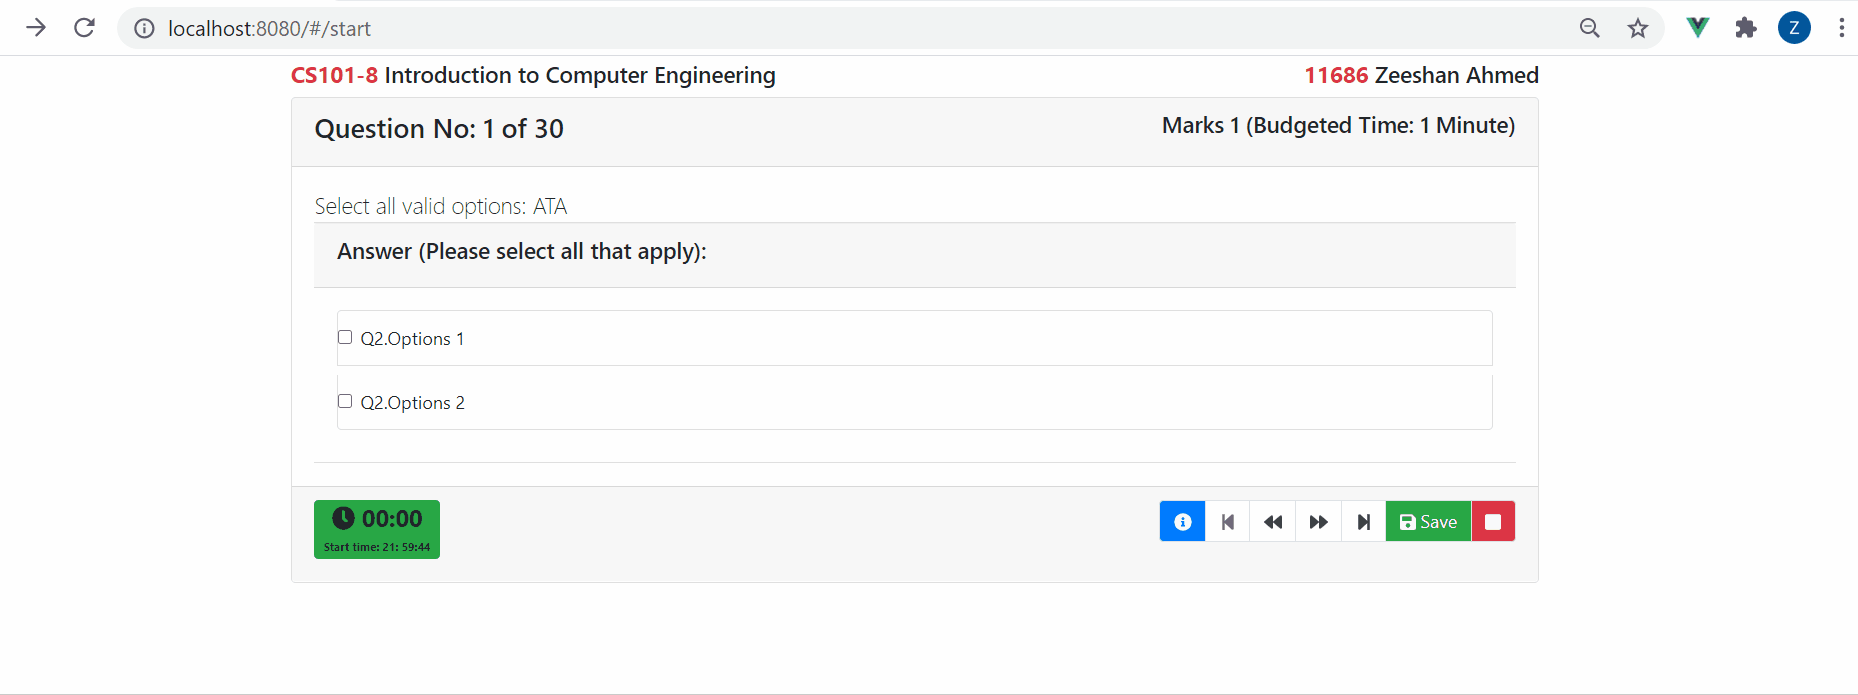 localhost:8080/#/start
Z
CS101-8 Introduction to Computer Engineering
11686 Zeeshan Ahmed
Question No: 1 of 30
Marks 1 (Budgeted Time: 1 Minute)
Select all valid options: ATA
Answer (Please select all that apply):
Q2.Options 1
Q2.Options 2
00:00
Start time: 21: 59:44
Save